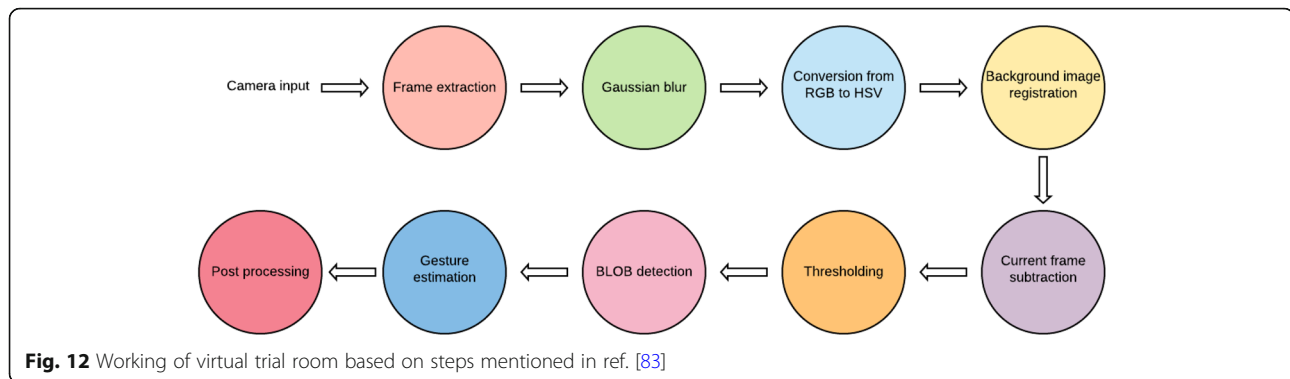 Camera input
Frame extraction
Gaussian blur
Conversion from
RGB to HSV
Background image
registration
Current frame
subtraction
Thresholding
BLOB detection
Gesture
estimation
Post processing
Fig. 12 Working of virtual trial room based on steps mentioned in ref. [83]